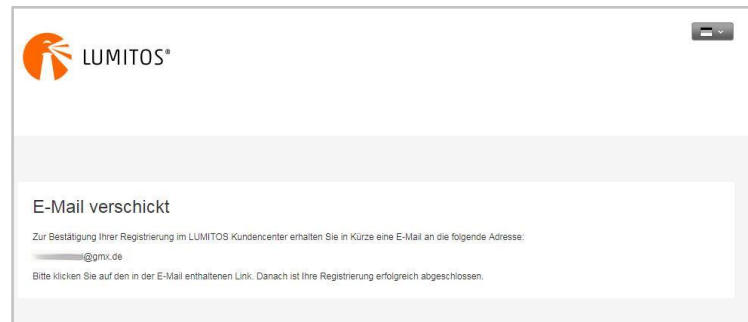 LUMITOS®
E-Mail verschickt
Zur Bestätigung Ihrer Registrierung im LUMITOS Kundencenter erhalten Sie in Kürze eine E-Mail an die folgende Adresse:
@gmx.de
Bitte klicken Sie auf den in der E-Mail enthaltenen Link. Danach ist Ihre Registrierung erfolgreich abgeschlossen.